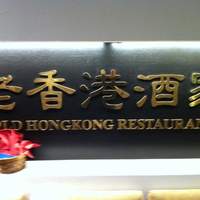 老香港酒家
OLD HONGKONG RESTAURANT